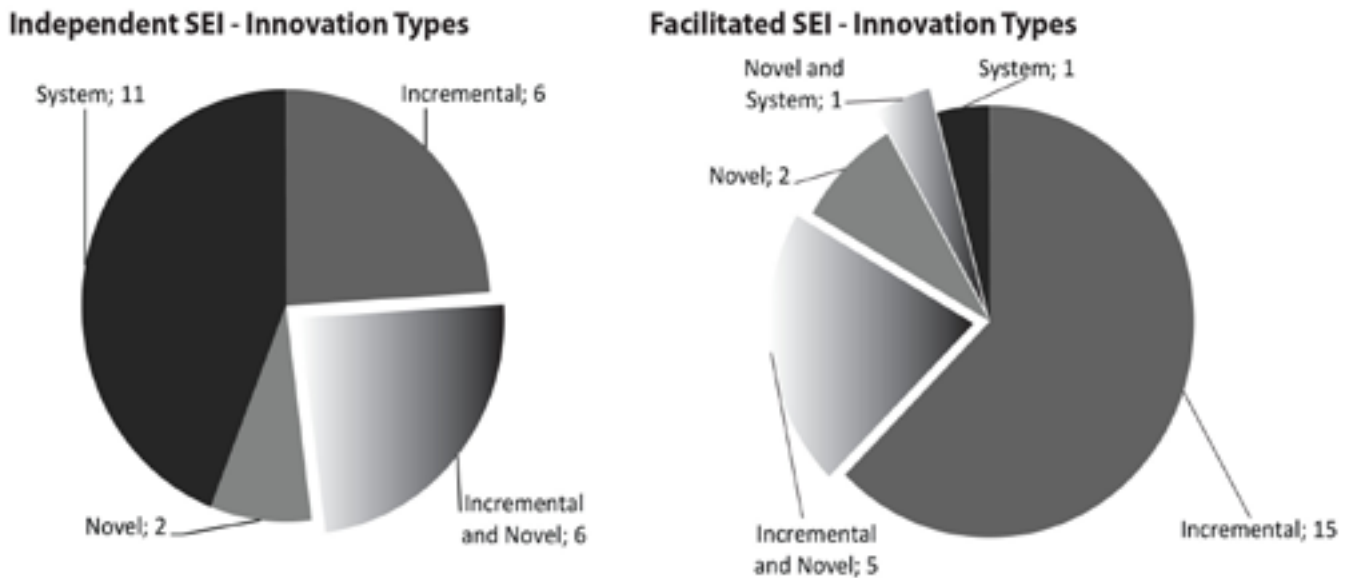 Independent SEI - Innovation Types
System; 11
Incremental; 6
Incremental
and Novel; 6
Novel; 2
Facilitated SEI - Innovation Types
Novel and
System; 1
System; 1
Novel; 2
Incremental
and Novel; 5
Incremental; 15